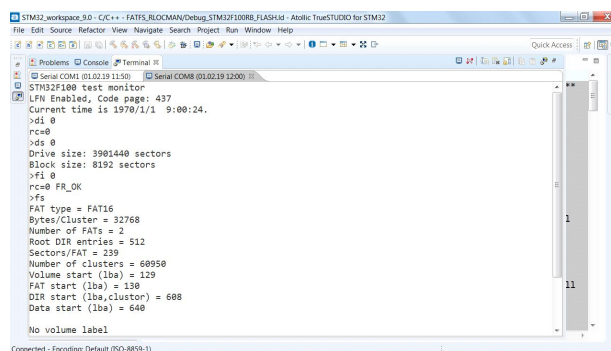 STM32_workspace_9.0 - C/C++ - FATFS_RLOCMAN/Debug_STM32F100RB_FLASH.ld - Atollic TrueSTUDIO for STM32
File Edit Source Refactor View Navigate Search Project Run Window Help
Quick Access
Problems Console Terminal
Serial COM1 (01.02.19 11:50) Serial COM8 (01.02.19 12:00)
STM32F100 test monitor
LFN Enabled, Code page: 437
Current time is 1970/1/1 9:00:24.
>di 0
rc=0
>ds 0
Drive size: 3901440 sectors
Block size: 8192 sectors
>fi 0
rc=0 FR_OK
>fs
FAT type = FAT16
Bytes/Cluster = 32768
Number of FATs = 2
Root DIR entries = 512
Sectors/FAT = 239
Number of clusters = 60950
Volume start (lba) = 129
FAT start (lba) = 130
DIR start (lba,clustor) = 608
Data start (lba) = 640
No volume label
**
1
11
Connected - Encoding: Default (ISO-8859-1)